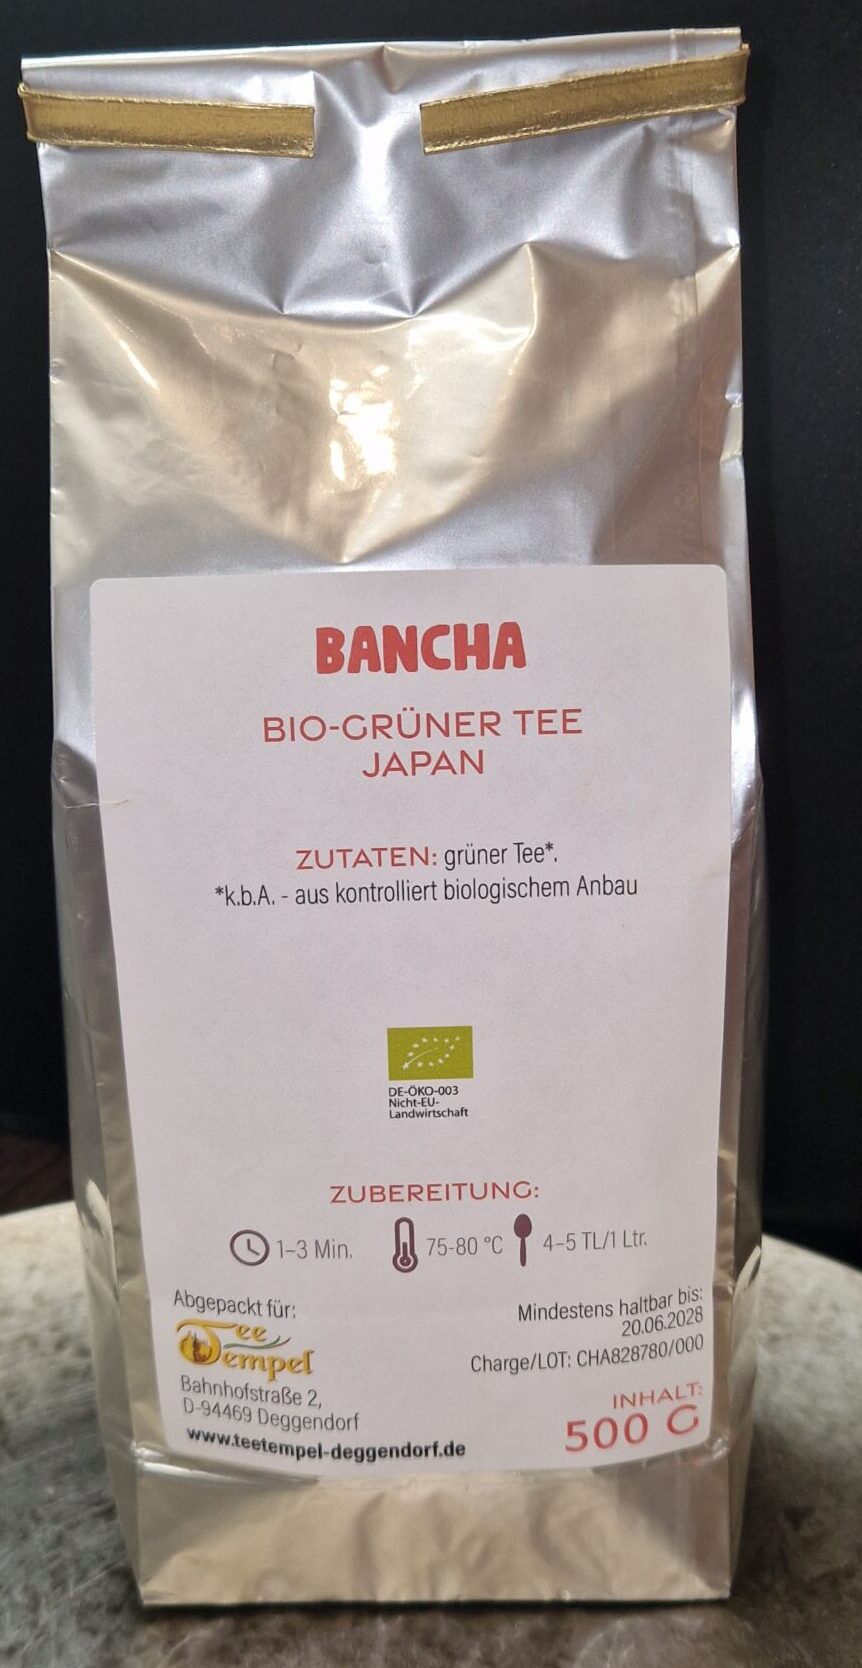 BANCHA
BIO-GRÜNER TEE
JAPAN
ZUTATEN: grüner Tee*.
*k.b.A. - aus kontrolliert biologischem Anbau
DE-ÖKO-003
Nicht-EU-
Landwirtschaft
ZUBEREITUNG:
1–3 Min. 75-80 °C 4–5 TL/1 Ltr.
Abgepackt für:
Tee
Tempel
Bahnhofstraße 2,
D-94469 Deggendorf
www.teetempel-deggendorf.de
Mindestens haltbar bis:
20.06.2028
Charge/LOT: CHA828780/000
INHALT:
500 G